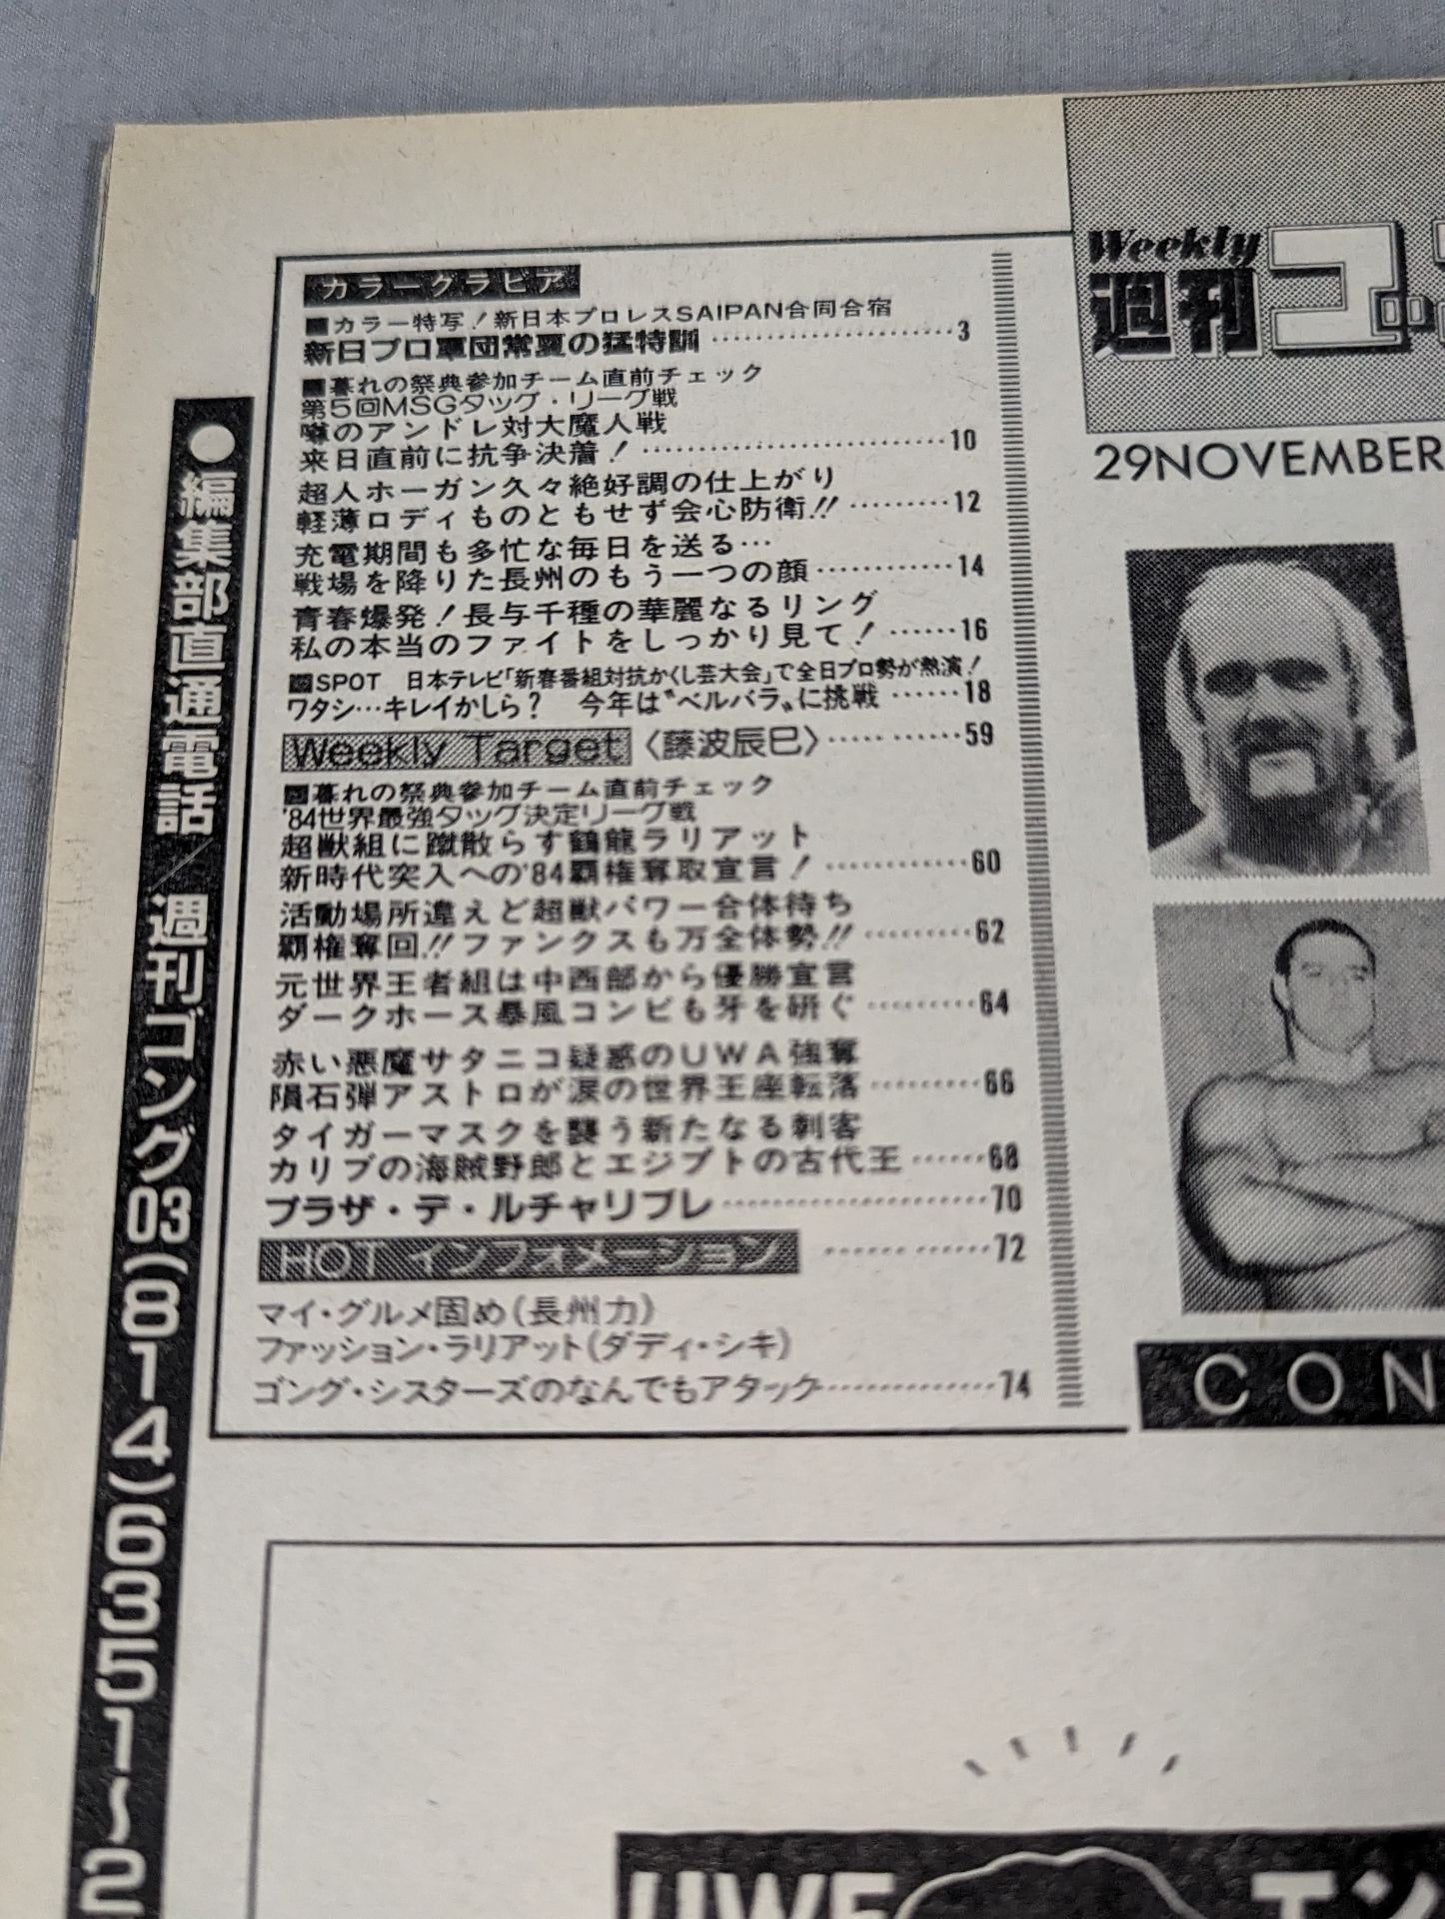 カラーグラビア
■カラー特写！新日本プロレスSAIPAN合同合宿
新日プロ軍団常夏の猛特訓……………………3
■暮れの祭典参加チーム直前チェック
第5回MSGタッグ・リーグ戦
噂のアンドレ対大魔人戦
来日直前に抗争決着！……………………10
超人ホーガン久々絶好調の仕上がり
軽薄ロディものともせず会心防衛!!………12
充電期間も多忙な毎日を送る…
戦場を降りた長州のもう一つの顔…………14
青春爆発！長与千種の華麗なるリング
私の本当のファイトをしっかり見て！……16
■SPOT 日本テレビ「新春番組対抗かくし芸大会」で全日プロ勢が熱演！
ワタシ…キレイかしら？ 今年は〝ベルバラ〟に挑戦……18
Weekly Target〈藤波辰巳〉…………59
■暮れの祭典参加チーム直前チェック
'84世界最強タッグ決定リーグ戦
超獣組に蹴散らす鶴龍ラリアット
新時代突入への'84覇権奪取宣言！…………60
活動場所違えど超獣パワー合体待ち
覇権奪回!!ファンクスも万全体勢!!………62
元世界王者組は中西部から優勝宣言
ダークホース暴風コンビも牙を研ぐ………64
赤い悪魔サタニコ疑惑のUWA強奪
隕石弾アストロが涙の世界王座転落………66
タイガーマスクを襲う新たなる刺客
カリブの海賊野郎とエジプトの古代王……68
プラザ・デ・ルチャリブレ……………………70
HOT インフォメーション…………72
マイ・グルメ固め(長州力)
ファッション・ラリアット(ダディ・シキ)
ゴング・シスターズのなんでもアタック……………74
●編集部直通電話／週刊ゴング03(814)6351〜2
Weekly
週刊ゴ
29NOVEMBER
CON
UWF
エン